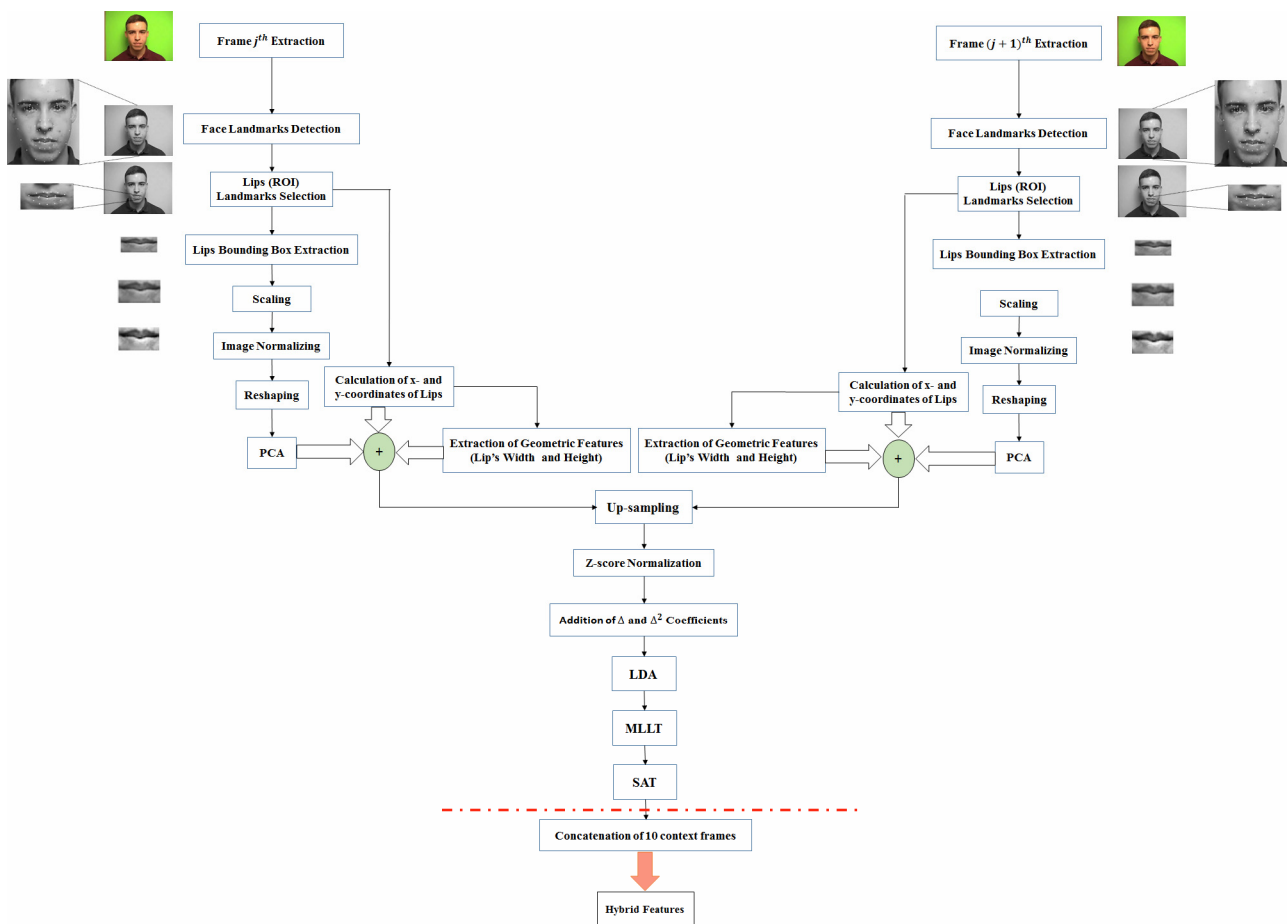 Frame jᵗʰ Extraction
Face Landmarks Detection
Lips (ROI)
Landmarks Selection
Lips Bounding Box Extraction
Scaling
Image Normalizing
Reshaping
PCA
Calculation of x- and
y-coordinates of Lips
+
Extraction of Geometric Features
(Lip's Width and Height)
Frame (j + 1)ᵗʰ Extraction
Face Landmarks Detection
Lips (ROI)
Landmarks Selection
Lips Bounding Box Extraction
Scaling
Image Normalizing
Reshaping
PCA
Calculation of x- and
y-coordinates of Lips
+
Extraction of Geometric Features
(Lip's Width and Height)
Up-sampling
Z-score Normalization
Addition of Δ and Δ² Coefficients
LDA
MLLT
SAT
Concatenation of 10 context frames
Hybrid Features